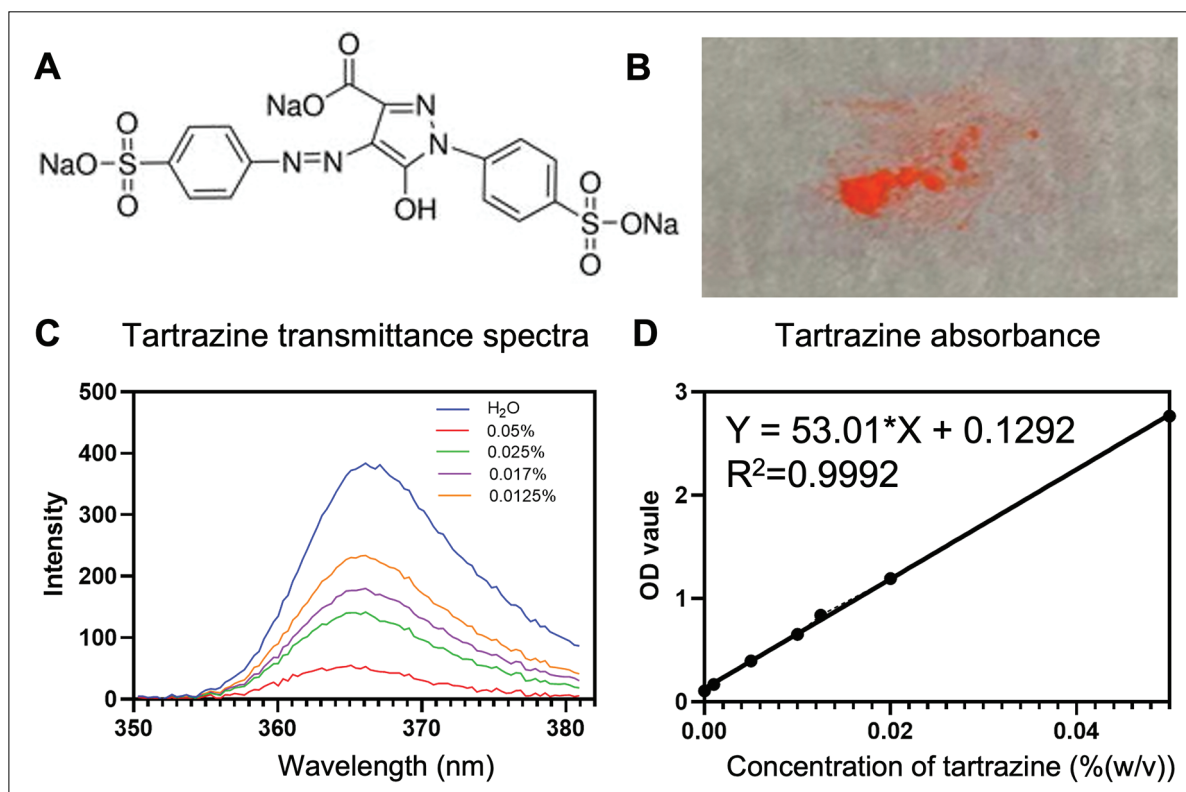 A
B
O
NaO
N
O
NaO
S
O
N=N
N
OH
O
S
ONa
O
C Tartrazine transmittance spectra
500
400
300
200
100
0
Intensity
350
360
370
380
Wavelength (nm)
H₂O
0.05%
0.025%
0.017%
0.0125%
D Tartrazine absorbance
Y = 53.01*X + 0.1292
R²=0.9992
3
2
1
0
OD vaule
0.00
0.02
0.04
Concentration of tartrazine (%(w/v))